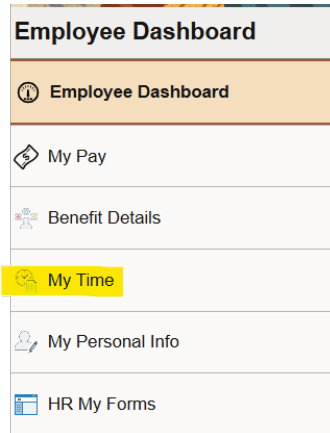 Employee Dashboard
Employee Dashboard
My Pay
Benefit Details
My Time
My Personal Info
HR My Forms